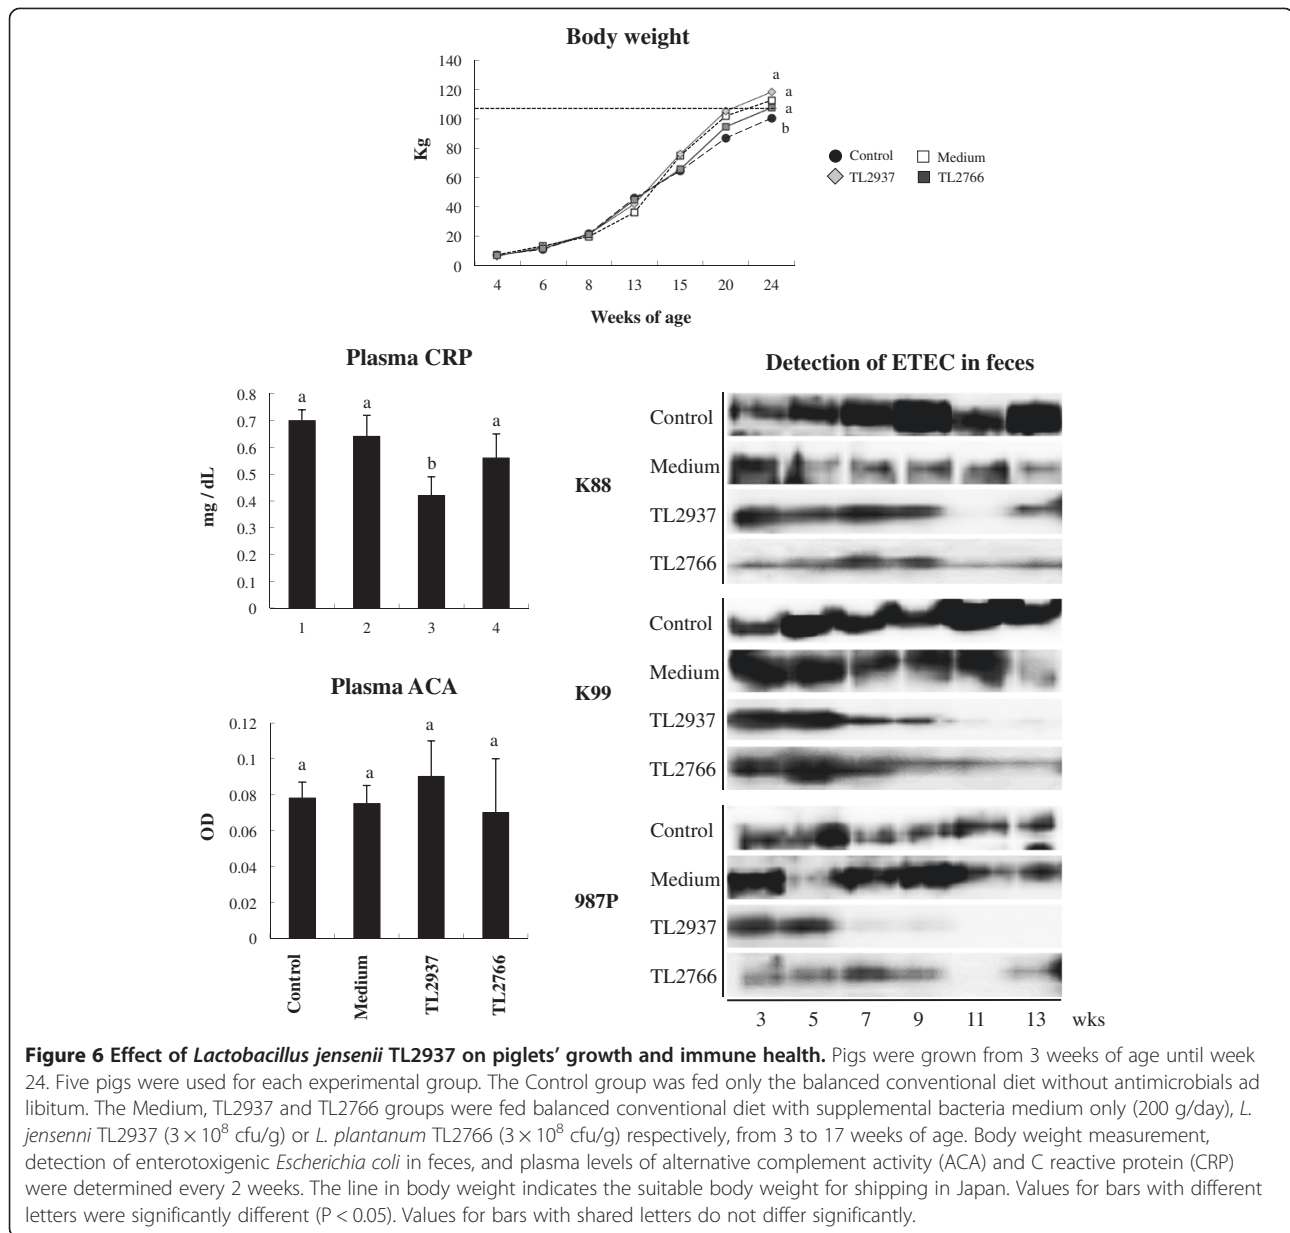 Body weight
140
120
100
80
60
40
20
0
Kg
a
a
a
b
4 6 8 13 15 20 24
Weeks of age
Control Medium
TL2937 TL2766
Plasma CRP
0.8
0.7
0.6
0.5
0.4
0.3
0.2
0.1
0
mg / dL
a a b a
1 2 3 4
Plasma ACA
0.12
0.1
0.08
0.06
0.04
0.02
0
OD
a a a a
Control Medium TL2937 TL2766
Detection of ETEC in feces
K88
Control
Medium
TL2937
TL2766
K99
Control
Medium
TL2937
TL2766
987P
Control
Medium
TL2937
TL2766
3 5 7 9 11 13 wks
Figure 6 Effect of Lactobacillus jensenii TL2937 on piglets' growth and immune health. Pigs were grown from 3 weeks of age until week
24. Five pigs were used for each experimental group. The Control group was fed only the balanced conventional diet without antimicrobials ad
libitum. The Medium, TL2937 and TL2766 groups were fed balanced conventional diet with supplemental bacteria medium only (200 g/day), L.
jensenni TL2937 (3 × 10⁸ cfu/g) or L. plantanum TL2766 (3 × 10⁸ cfu/g) respectively, from 3 to 17 weeks of age. Body weight measurement,
detection of enterotoxigenic Escherichia coli in feces, and plasma levels of alternative complement activity (ACA) and C reactive protein (CRP)
were determined every 2 weeks. The line in body weight indicates the suitable body weight for shipping in Japan. Values for bars with different
letters were significantly different (P < 0.05). Values for bars with shared letters do not differ significantly.